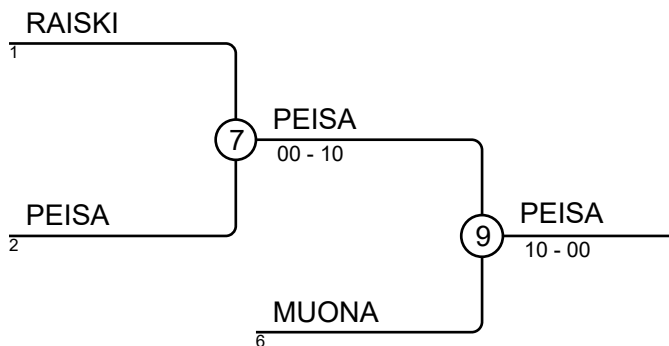 RAISKI
1
7
PEISA
00 - 10
PEISA
2
9
PEISA
10 - 00
MUONA
6